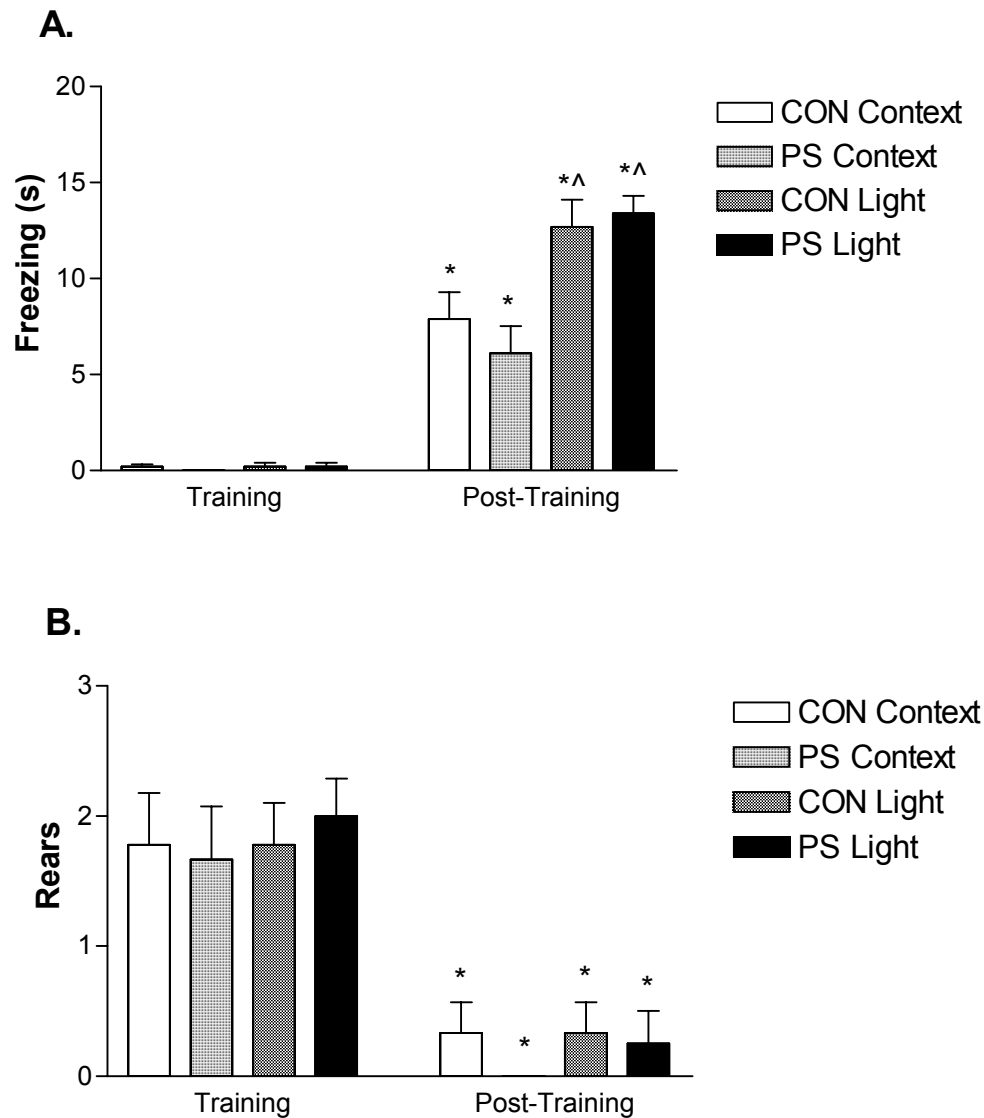 A.
20
15
10
5
0
Freezing (s)
*
*
*^
*^
Training
Post-Training
CON Context
PS Context
CON Light
PS Light
B.
3
2
1
0
Rears
*
*
*
*
Training
Post-Training
CON Context
PS Context
CON Light
PS Light